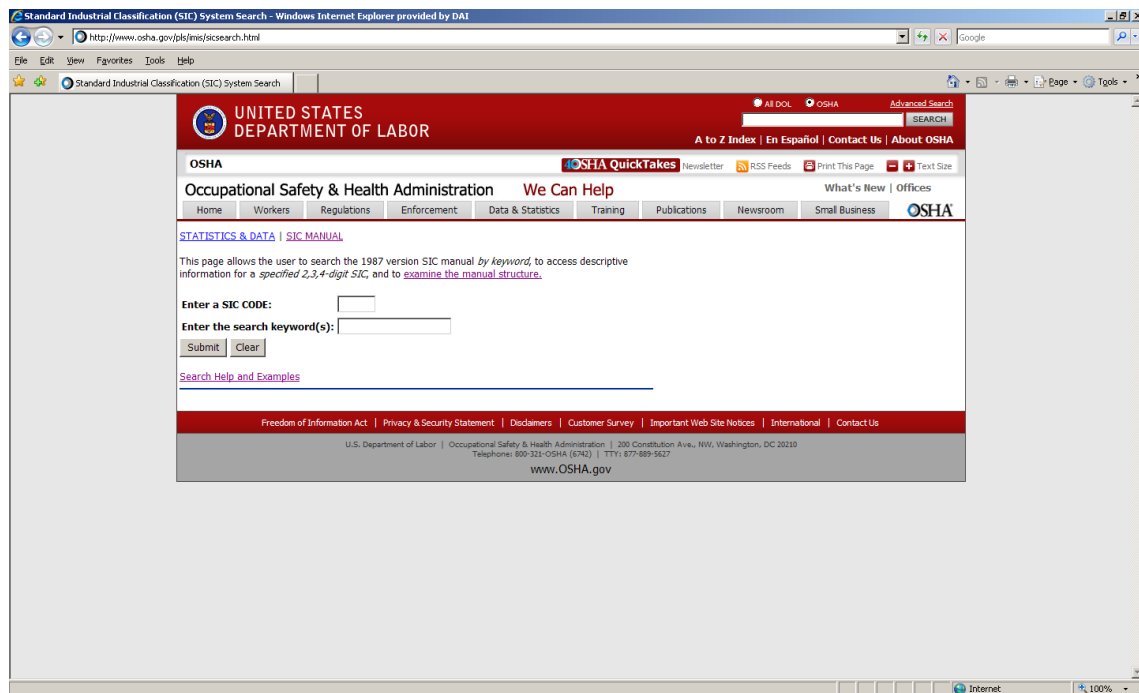 Standard Industrial Classification (SIC) System Search - Windows Internet Explorer provided by DAI
http://www.osha.gov/pls/imis/sicsearch.html
Google
File Edit View Favorites Tools Help
Standard Industrial Classification (SIC) System Search
Page Tools
UNITED STATES
DEPARTMENT OF LABOR
All DOL OSHA Advanced Search
SEARCH
A to Z Index | En Español | Contact Us | About OSHA
OSHA
OSHA QuickTakes Newsletter RSS Feeds Print This Page Text Size
Occupational Safety & Health Administration We Can Help
What's New | Offices
Home Workers Regulations Enforcement Data & Statistics Training Publications Newsroom Small Business OSHA
STATISTICS & DATA | SIC MANUAL
This page allows the user to search the 1987 version SIC manual by keyword, to access descriptive
information for a specified 2,3,4-digit SIC, and to examine the manual structure.
Enter a SIC CODE:
Enter the search keyword(s):
Submit Clear
Search Help and Examples
Freedom of Information Act | Privacy & Security Statement | Disclaimers | Customer Survey | Important Web Site Notices | International | Contact Us
U.S. Department of Labor | Occupational Safety & Health Administration | 200 Constitution Ave., NW, Washington, DC 20210
Telephone: 800-321-OSHA (6742) | TTY: 877-889-5627
www.OSHA.gov
Internet 100%